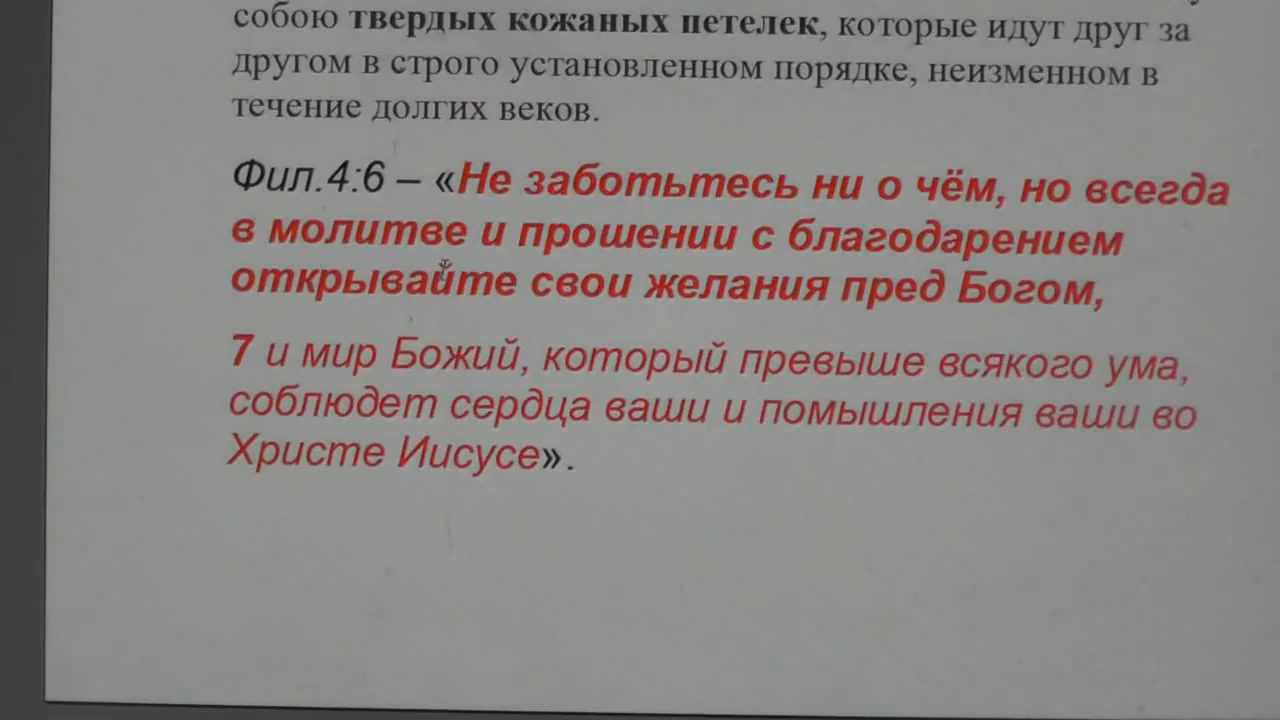 собою твердых кожаных петелек, которые идут друг за
другом в строго установленном порядке, неизменном в
течение долгих веков.
Фил.4:6 – «Не заботьтесь ни о чём, но всегда
в молитве и прошении с благодарением
открывайте свои желания пред Богом,
7 и мир Божий, который превыше всякого ума,
соблюдет сердца ваши и помышления ваши во
Христе Иисусе».